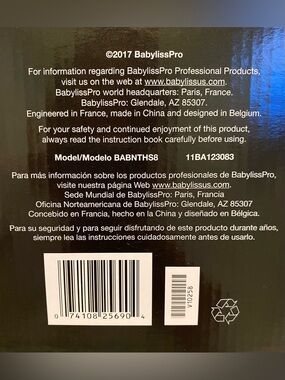 ©2017 BabylissPro
For information regarding BabylissPro Professional Products,
visit us on the web at www.babylissus.com.
BabylissPro world headquarters: Paris, France.
BabylissPro: Glendale, AZ 85307.
Engineered in France, made in China and designed in Belgium.
For your safety and continued enjoyment of this product,
always read the instruction book carefully before using.
Model/Modelo BABNTHS8 11BA123083
Para más información sobre los productos profesionales de BabylissPro,
visite nuestra página Web www.babylissus.com.
Sede Mundial de BabylissPro: Paris, Francia
Oficina Norteamericana de BabylissPro: Glendale, AZ 85307
Concebido en Francia, hecho en China y diseñado en Bélgica.
Para su seguridad y para seguir disfrutando de este producto durante años,
siempre lea las instrucciones cuidadosamente antes de usarlo.
0 74108 25690 4
V10258